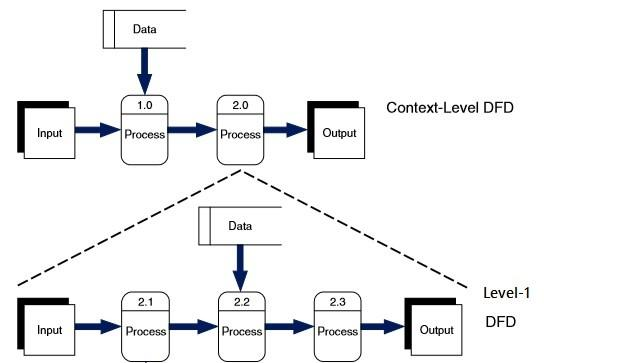 Data
1.0
2.0
Input
Process
Process
Output
Context-Level DFD
Data
2.1
2.2
2.3
Input
Process
Process
Process
Output
Level-1
DFD